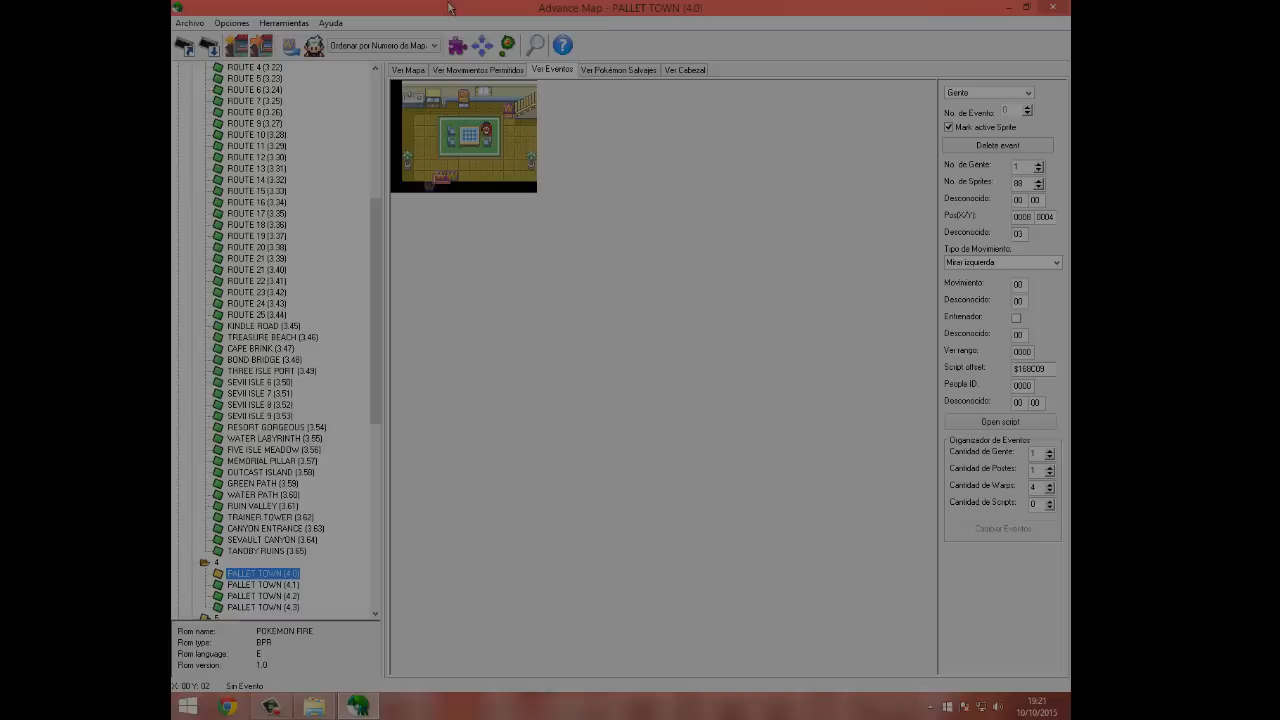 Advance Map - PALLET TOWN (4.0)
Archivo Opciones Herramientas Ayuda
Ordenar por Numero de Map
Ver Mapa Ver Movimientos Permitidos Ver Eventos Ver Pokémon Salvajes Ver Cabezal
ROUTE 4 (3.22)
ROUTE 5 (3.23)
ROUTE 6 (3.24)
ROUTE 7 (3.25)
ROUTE 8 (3.26)
ROUTE 9 (3.27)
ROUTE 10 (3.28)
ROUTE 11 (3.29)
ROUTE 12 (3.30)
ROUTE 13 (3.31)
ROUTE 14 (3.32)
ROUTE 15 (3.33)
ROUTE 16 (3.34)
ROUTE 17 (3.35)
ROUTE 18 (3.36)
ROUTE 19 (3.37)
ROUTE 20 (3.38)
ROUTE 21 (3.39)
ROUTE 21 (3.40)
ROUTE 22 (3.41)
ROUTE 23 (3.42)
ROUTE 24 (3.43)
ROUTE 25 (3.44)
KINDLE ROAD (3.45)
TREASURE BEACH (3.46)
CAPE BRINK (3.47)
BOND BRIDGE (3.48)
THREE ISLE PORT (3.49)
SEVII ISLE 6 (3.50)
SEVII ISLE 7 (3.51)
SEVII ISLE 8 (3.52)
SEVII ISLE 9 (3.53)
RESORT GORGEOUS (3.54)
WATER LABYRINTH (3.55)
FIVE ISLE MEADOW (3.56)
MEMORIAL PILLAR (3.57)
OUTCAST ISLAND (3.58)
GREEN PATH (3.59)
WATER PATH (3.60)
RUIN VALLEY (3.61)
TRAINER TOWER (3.62)
CANYON ENTRANCE (3.63)
SEVAULT CANYON (3.64)
TANOBY RUINS (3.65)
4
PALLET TOWN (4.0)
PALLET TOWN (4.1)
PALLET TOWN (4.2)
PALLET TOWN (4.3)
5
Rom name: POKEMON FIRE
Rom type: BPR
Rom language: E
Rom version: 1.0
X: 00 Y: 02 Sin Evento
Gente
No. de Evento: 0
Mark active Sprite
Delete event
No. de Gente: 1
No. de Sprites: 88
Desconocido: 00 00
Pos(X/Y): 0008 0004
Desconocido: 03
Tipo de Movimiento:
Mirar izquierda
Movimiento: 00
Desconocido: 00
Entrenador:
Desconocido: 00
Ver rango: 0000
Script offset: $168C09
People ID: 0000
Desconocido: 00 00
Open script
Organizador de Eventos
Cantidad de Gente: 1
Cantidad de Postes: 1
Cantidad de Warps: 4
Cantidad de Scripts: 0
Cambiar Eventos
19:21
10/10/2015